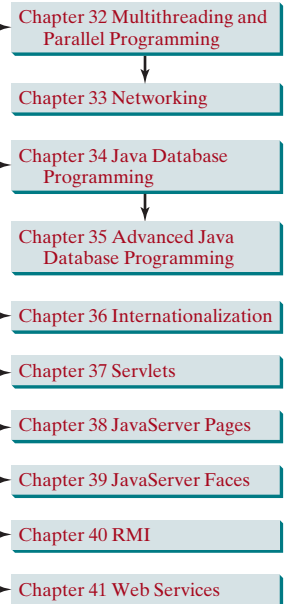 Chapter 32 Multithreading and
Parallel Programming
Chapter 33 Networking
Chapter 34 Java Database
Programming
Chapter 35 Advanced Java
Database Programming
Chapter 36 Internationalization
Chapter 37 Servlets
Chapter 38 JavaServer Pages
Chapter 39 JavaServer Faces
Chapter 40 RMI
Chapter 41 Web Services